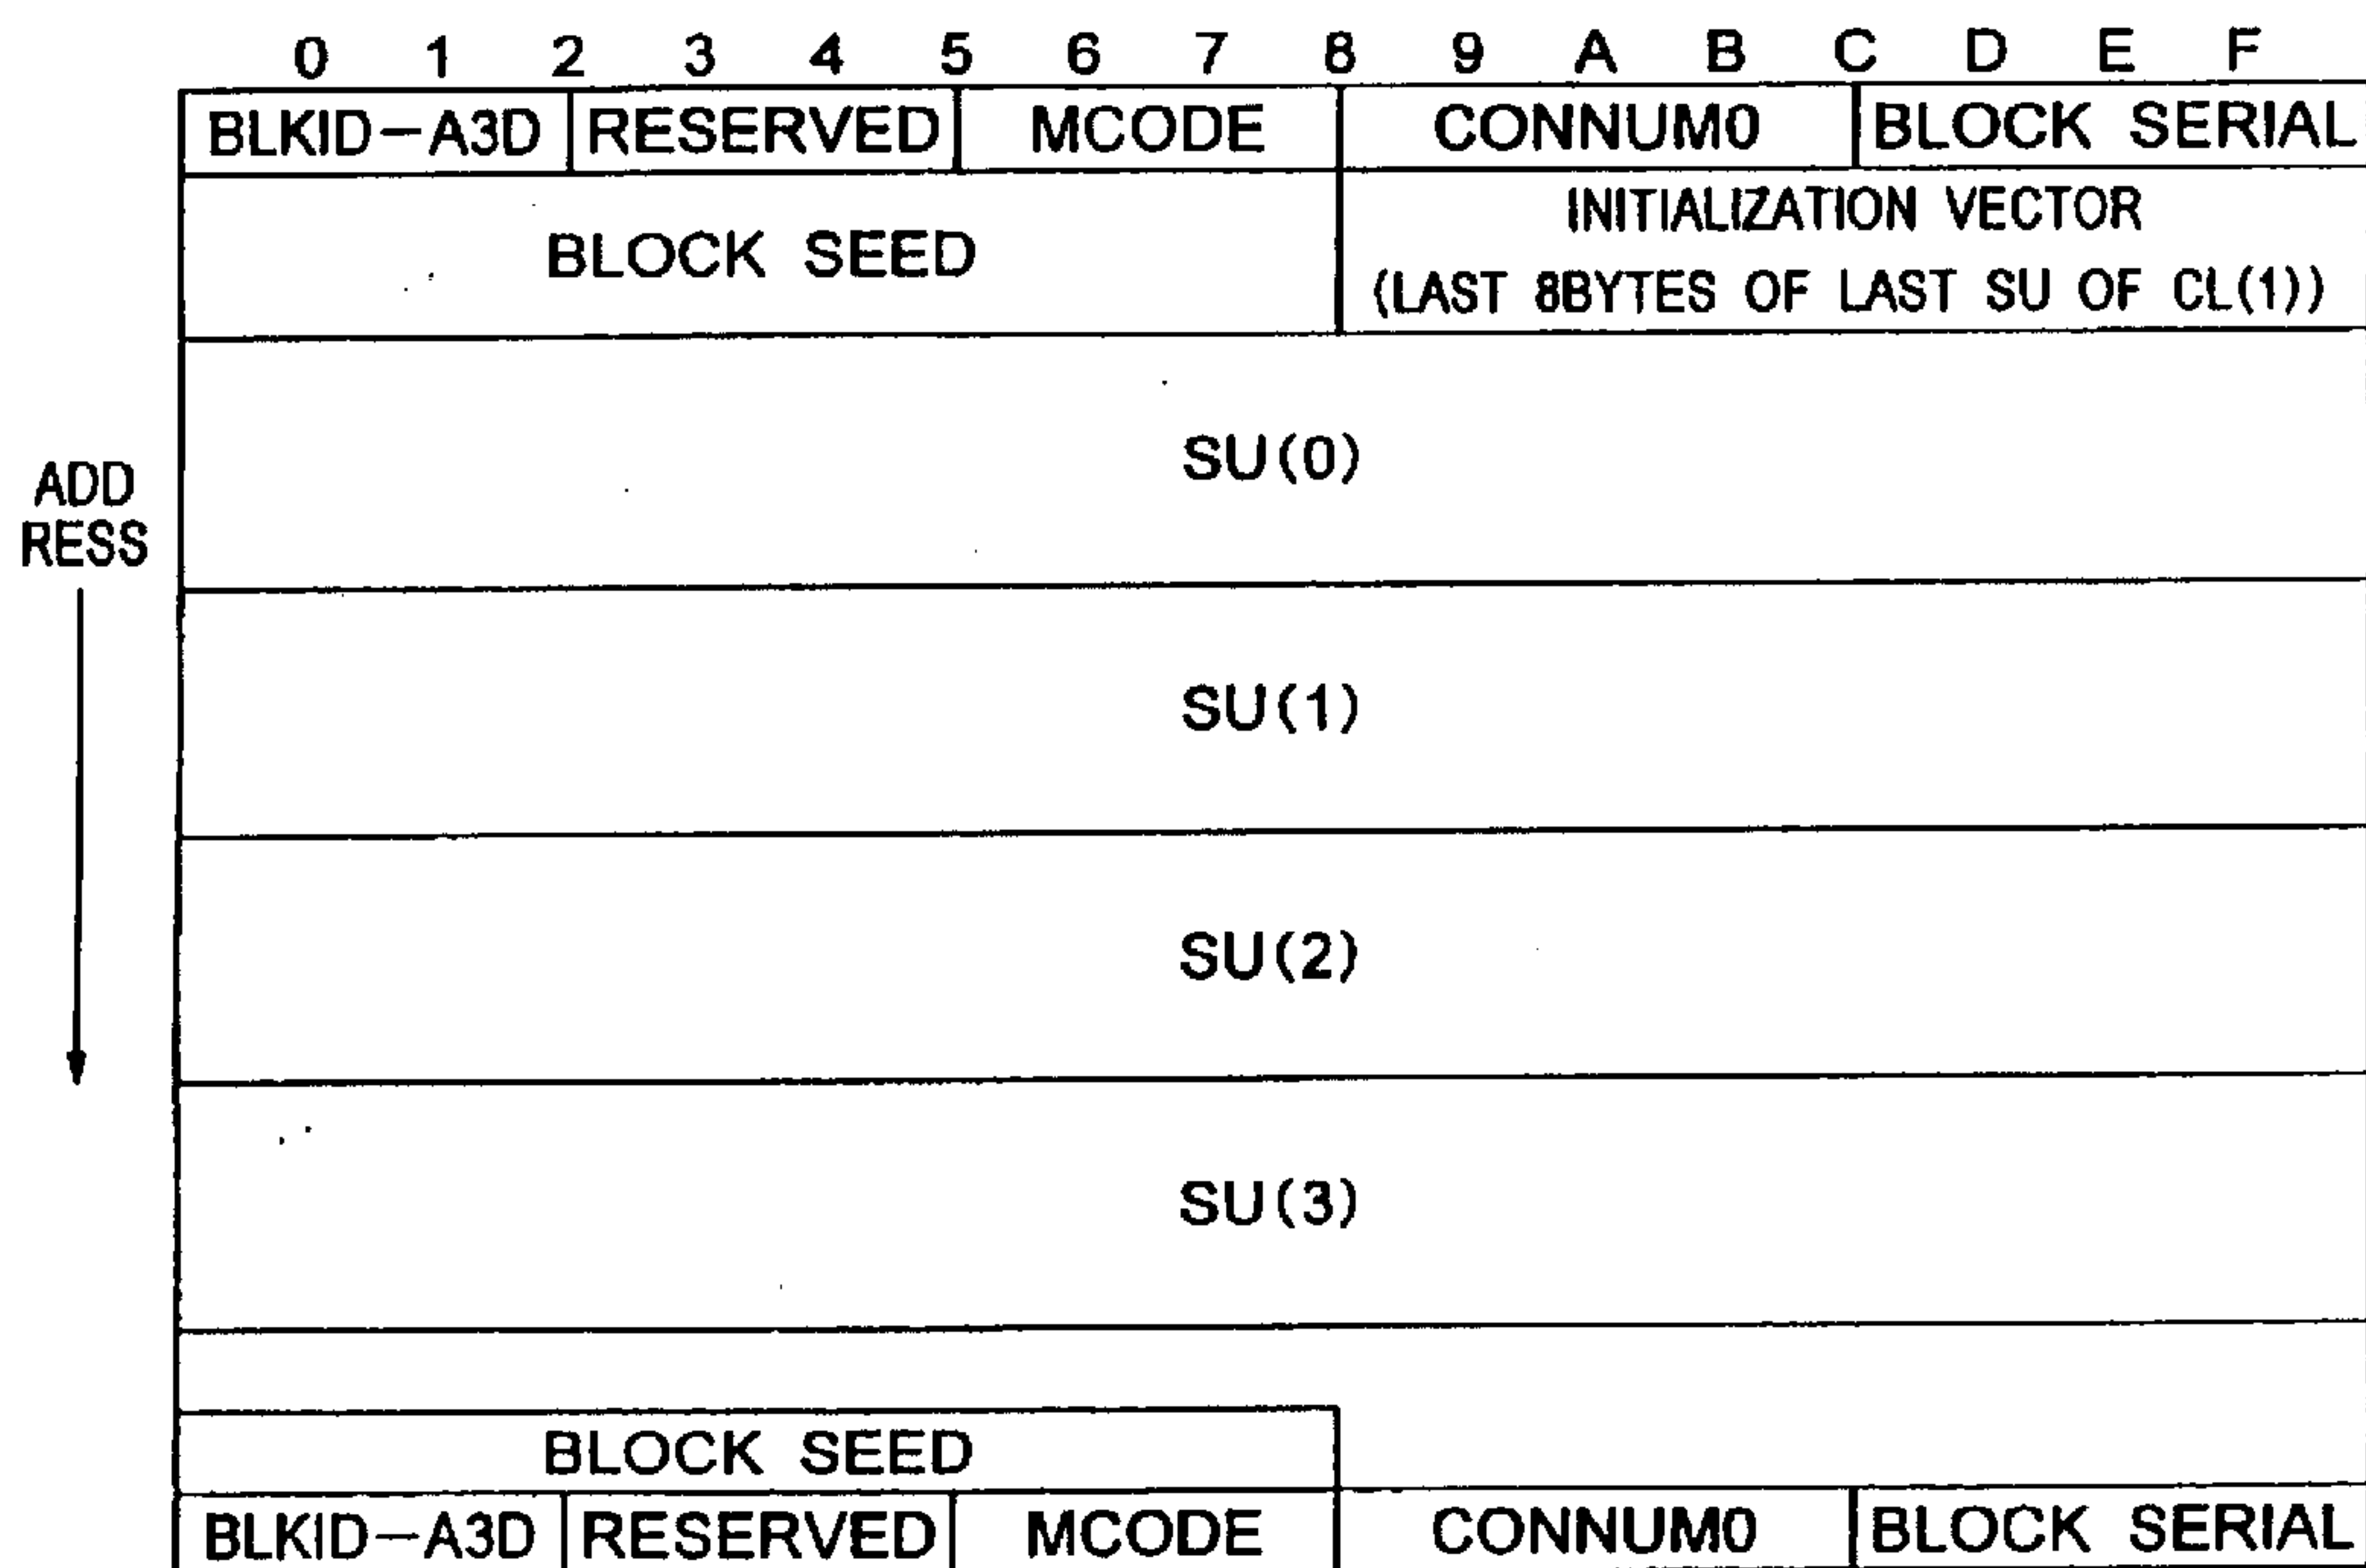 0 1 2 3 4 5 6 7 8 9 A B C D E F
BLKID-A3D RESERVED MCODE CONNUM0 BLOCK SERIAL
BLOCK SEED
INITIALIZATION VECTOR
(LAST 8BYTES OF LAST SU OF CL(1))
SU(0)
ADD
RESS
SU(1)
SU(2)
SU(3)
BLOCK SEED
BLKID-A3D RESERVED MCODE CONNUM0 BLOCK SERIAL